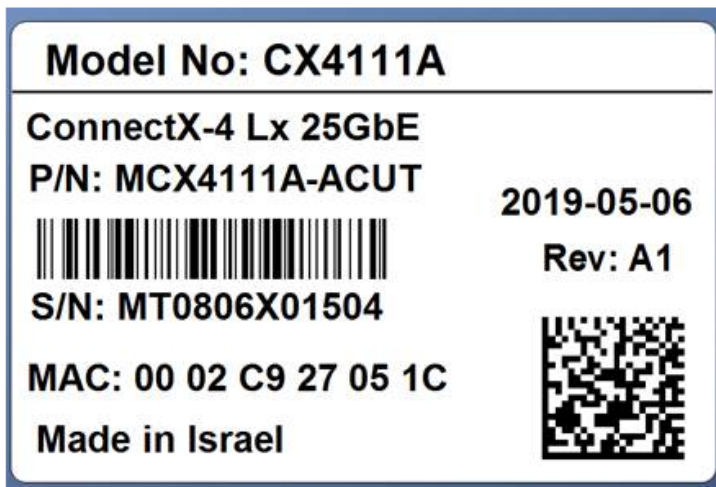 Model No: CX4111A
ConnectX-4 Lx 25GbE
P/N: MCX4111A-ACUT
2019-05-06
Rev: A1
S/N: MT0806X01504
MAC: 00 02 C9 27 05 1C
Made in Israel